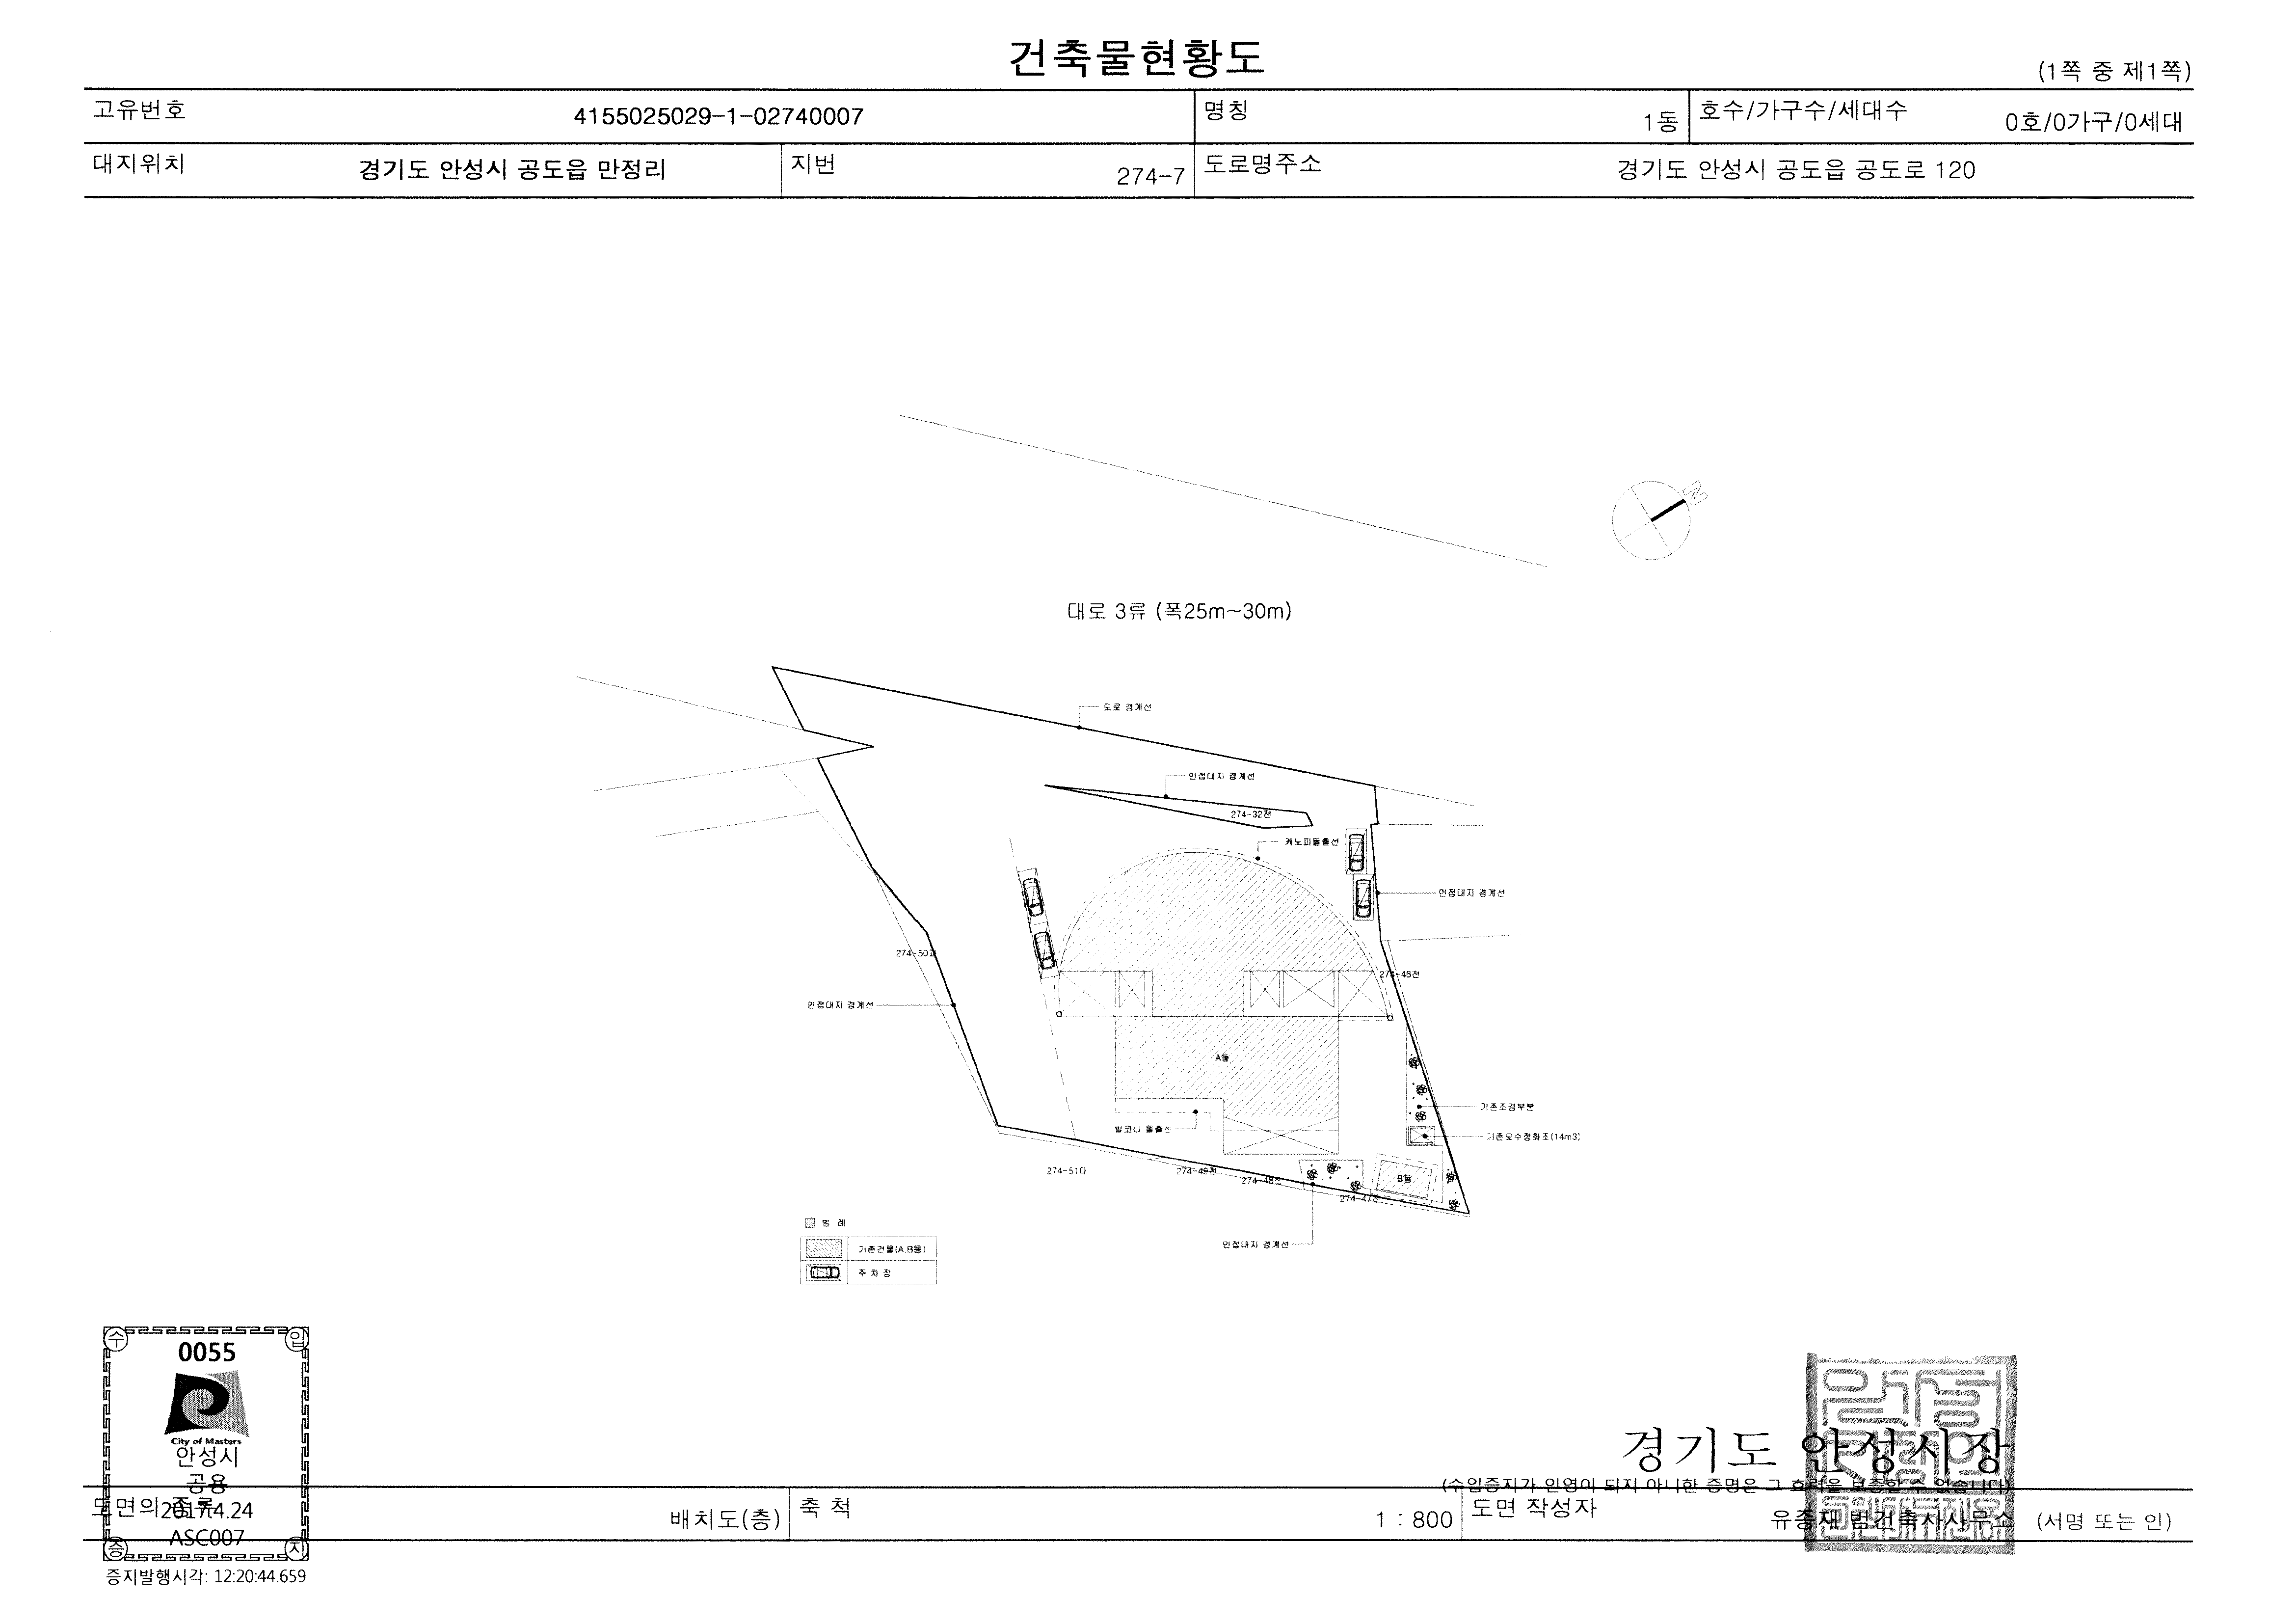 건축물현황도
(1쪽 중 제1쪽)
고유번호 4155025029-1-02740007 명칭 1동 호수/가구수/세대수 0호/0가구/0세대
대지위치 경기도 안성시 공도읍 만정리 지번 274-7 도로명주소 경기도 안성시 공도읍 공도로 120
N
대로 3류 (폭25m~30m)
도로 경계선
인접대지 경계선
274-32전
캐노피돌출선
인접대지 경계선
274-50
274-46전
인접대지 경계선
A동
기존조경부분
발코니 돌출선
기존오수정화조(14m3)
274-51
274-49전
274-48
B동
274-47전
범 례
인접대지 경계선
기존건물(A,B동)
주 차 장
수 입
0055
City of Masters
안성시
공용
2017.4.24
ASC007
증 지
증지발행시각: 12:20:44.659
경기도 안성시장
(수입증지가 인영이 되지 아니한 증명은 그 효력을 보증할 수 없습니다)
도면의 종류 배치도(층) 축 척 1 : 800 도면 작성자 유종재 범건축사사무소 (서명 또는 인)